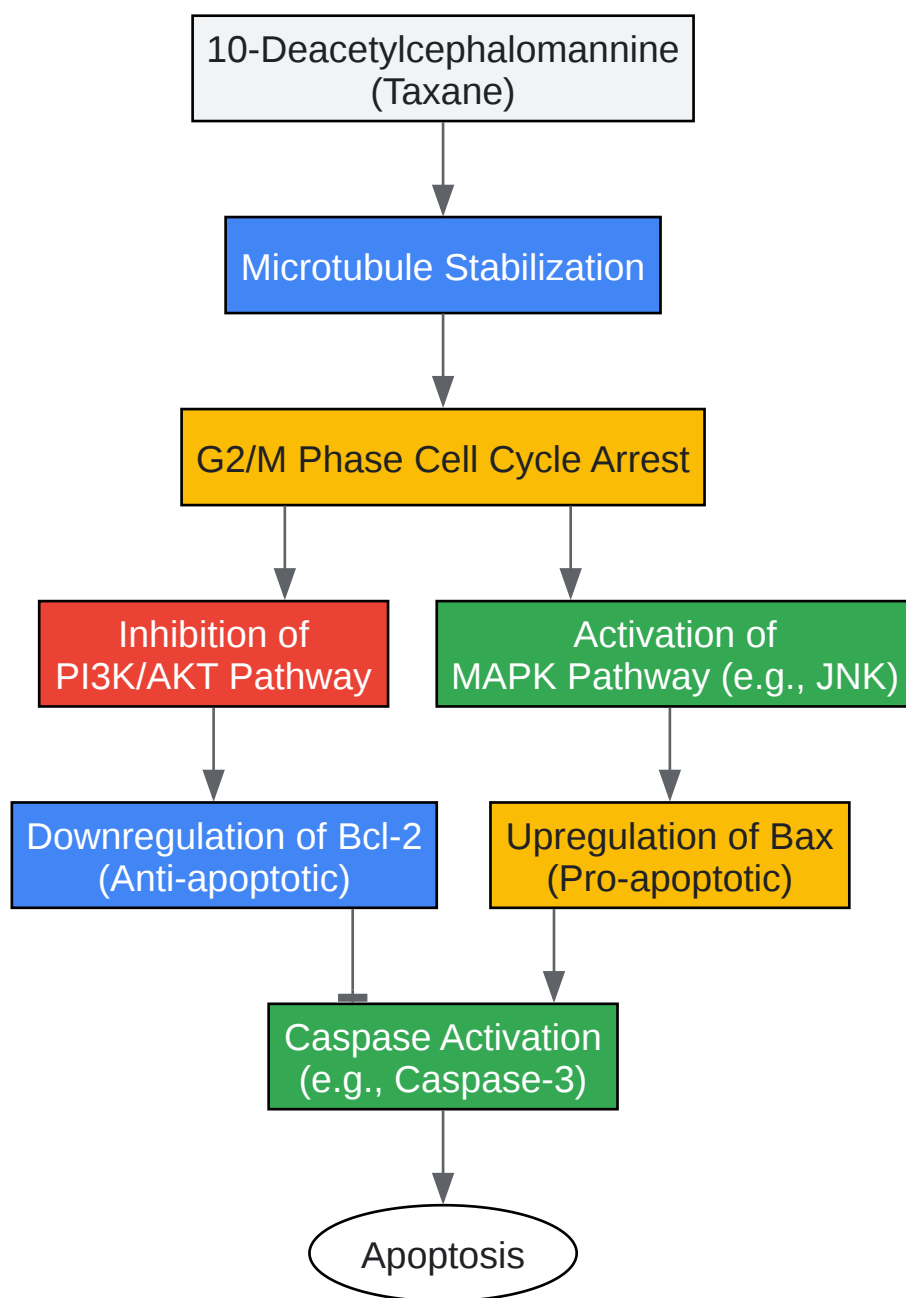 10-Deacetylcephalomannine
(Taxane)
Microtubule Stabilization
G2/M Phase Cell Cycle Arrest
Inhibition of
PI3K/AKT Pathway
Activation of
MAPK Pathway (e.g., JNK)
Downregulation of Bcl-2
(Anti-apoptotic)
Upregulation of Bax
(Pro-apoptotic)
Caspase Activation
(e.g., Caspase-3)
Apoptosis